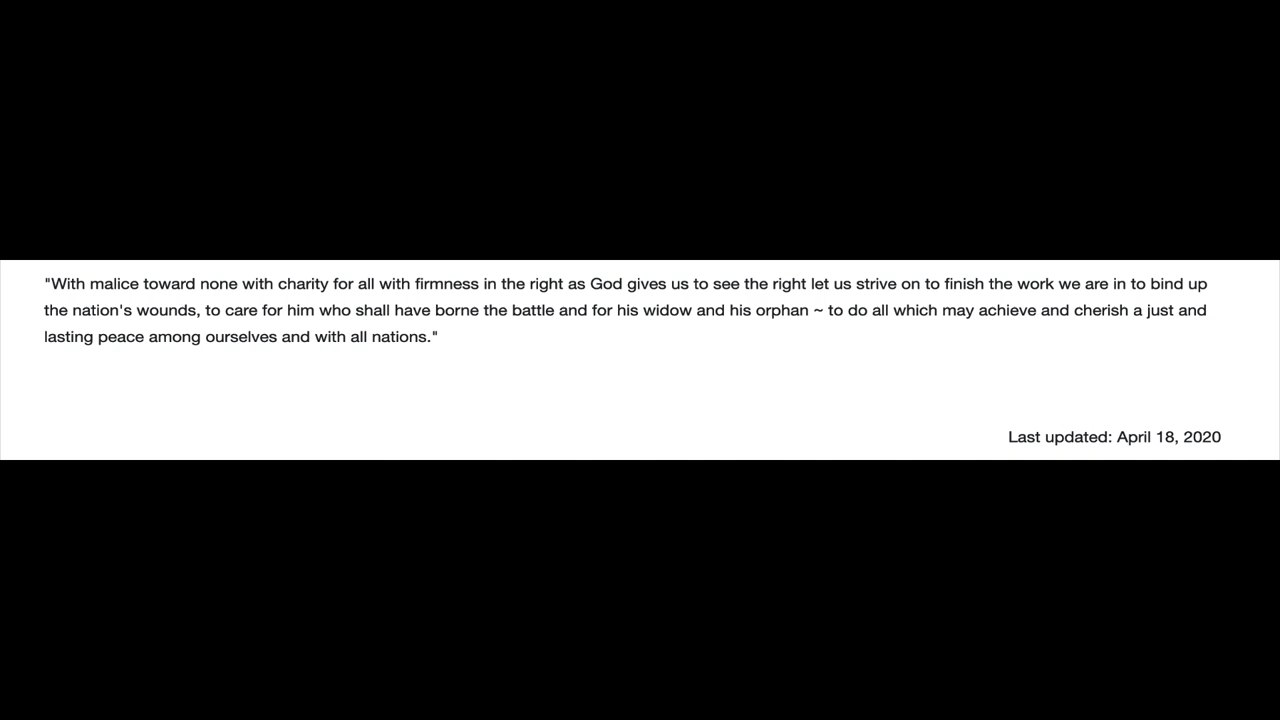 "With malice toward none with charity for all with firmness in the right as God gives us to see the right let us strive on to finish the work we are in to bind up
the nation's wounds, to care for him who shall have borne the battle and for his widow and his orphan ~ to do all which may achieve and cherish a just and
lasting peace among ourselves and with all nations."
Last updated: April 18, 2020